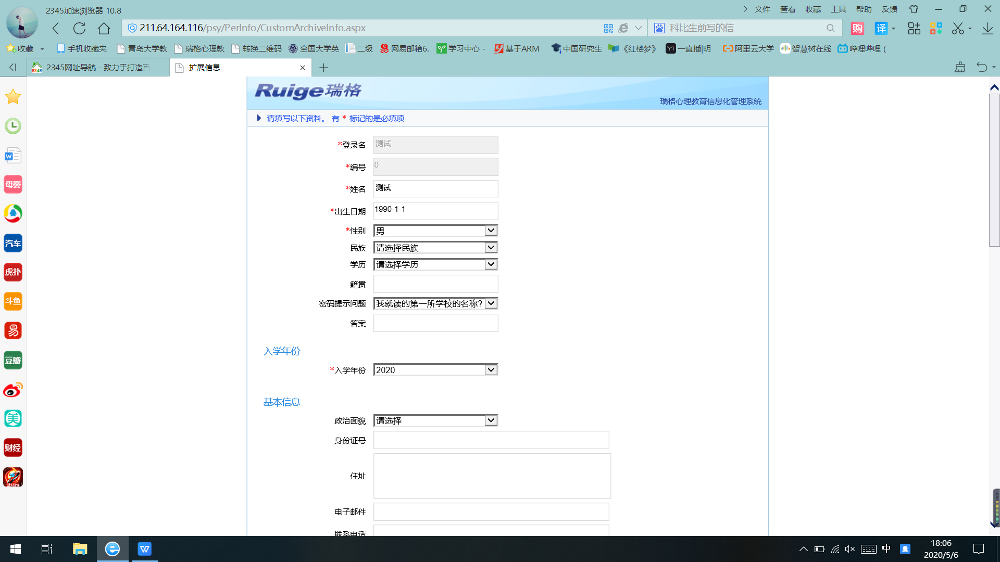 2345加速浏览器 10.8
文件 查看 收藏 工具 帮助 反馈
211.64.164.116/psy/PerInfo/CustomArchiveInfo.aspx
科比生前写的信
购
译
收藏
手机收藏夹
青岛大学教
瑞格心理教
转换二维码
全国大学英
二级
网易邮箱6.
学习中心 -
基于ARM
中国研究生
《红楼梦》
一直播|明
阿里云大学
智慧树在线
哔哩哔哩 (
2345网址导航 - 致力于打造百
扩展信息
母婴
汽车
虎扑
斗鱼
易
豆瓣
美
财经
Ruige瑞格
瑞格心理教育信息化管理系统
请填写以下资料。 有 * 标记的是必填项
*登录名 测试
*编号 0
*姓名 测试
*出生日期 1990-1-1
*性别 男
民族 请选择民族
学历 请选择学历
籍贯
密码提示问题 我就读的第一所学校的名称?
答案
入学年份
*入学年份 2020
基本信息
政治面貌 请选择
身份证号
住址
电子邮件
联系电话
中
18:06
2020/5/6